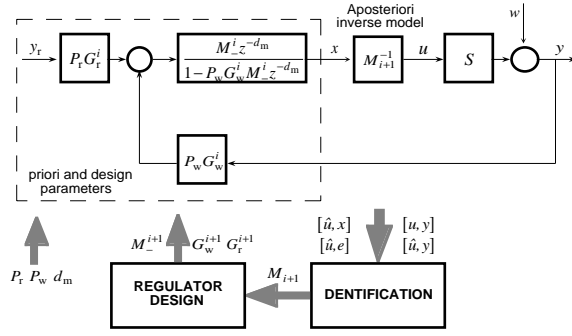 Aposteriori
inverse model
w
y_r
P_r G_r^i
M_-^i z^{-d_m}
1 − P_w G_w^i M_-^i z^{-d_m}
x
M_{i+1}^{-1}
u
S
y
P_w G_w^i
priori and design
parameters
[û, x] [u, y]
[û, e] [û, y]
M_-^{i+1} G_w^{i+1} G_r^{i+1}
P_r P_w d_m
REGULATOR
DESIGN
M_{i+1}
DENTIFICATION